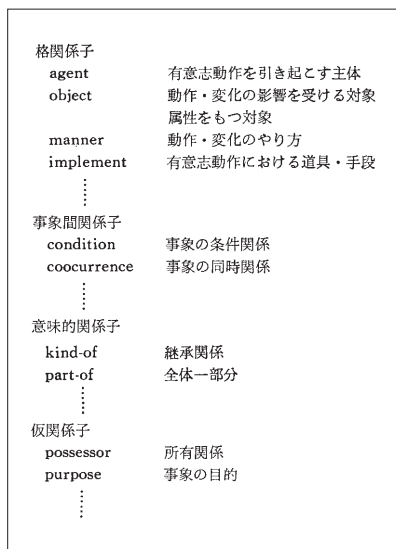 格関係子
agent 有意志動作を引き起こす主体
object 動作・変化の影響を受ける対象
属性をもつ対象
manner 動作・変化のやり方
implement 有意志動作における道具・手段
事象間関係子
condition 事象の条件関係
coocurrence 事象の同時関係
意味的関係子
kind-of 継承関係
part-of 全体一部分
仮関係子
possessor 所有関係
purpose 事象の目的